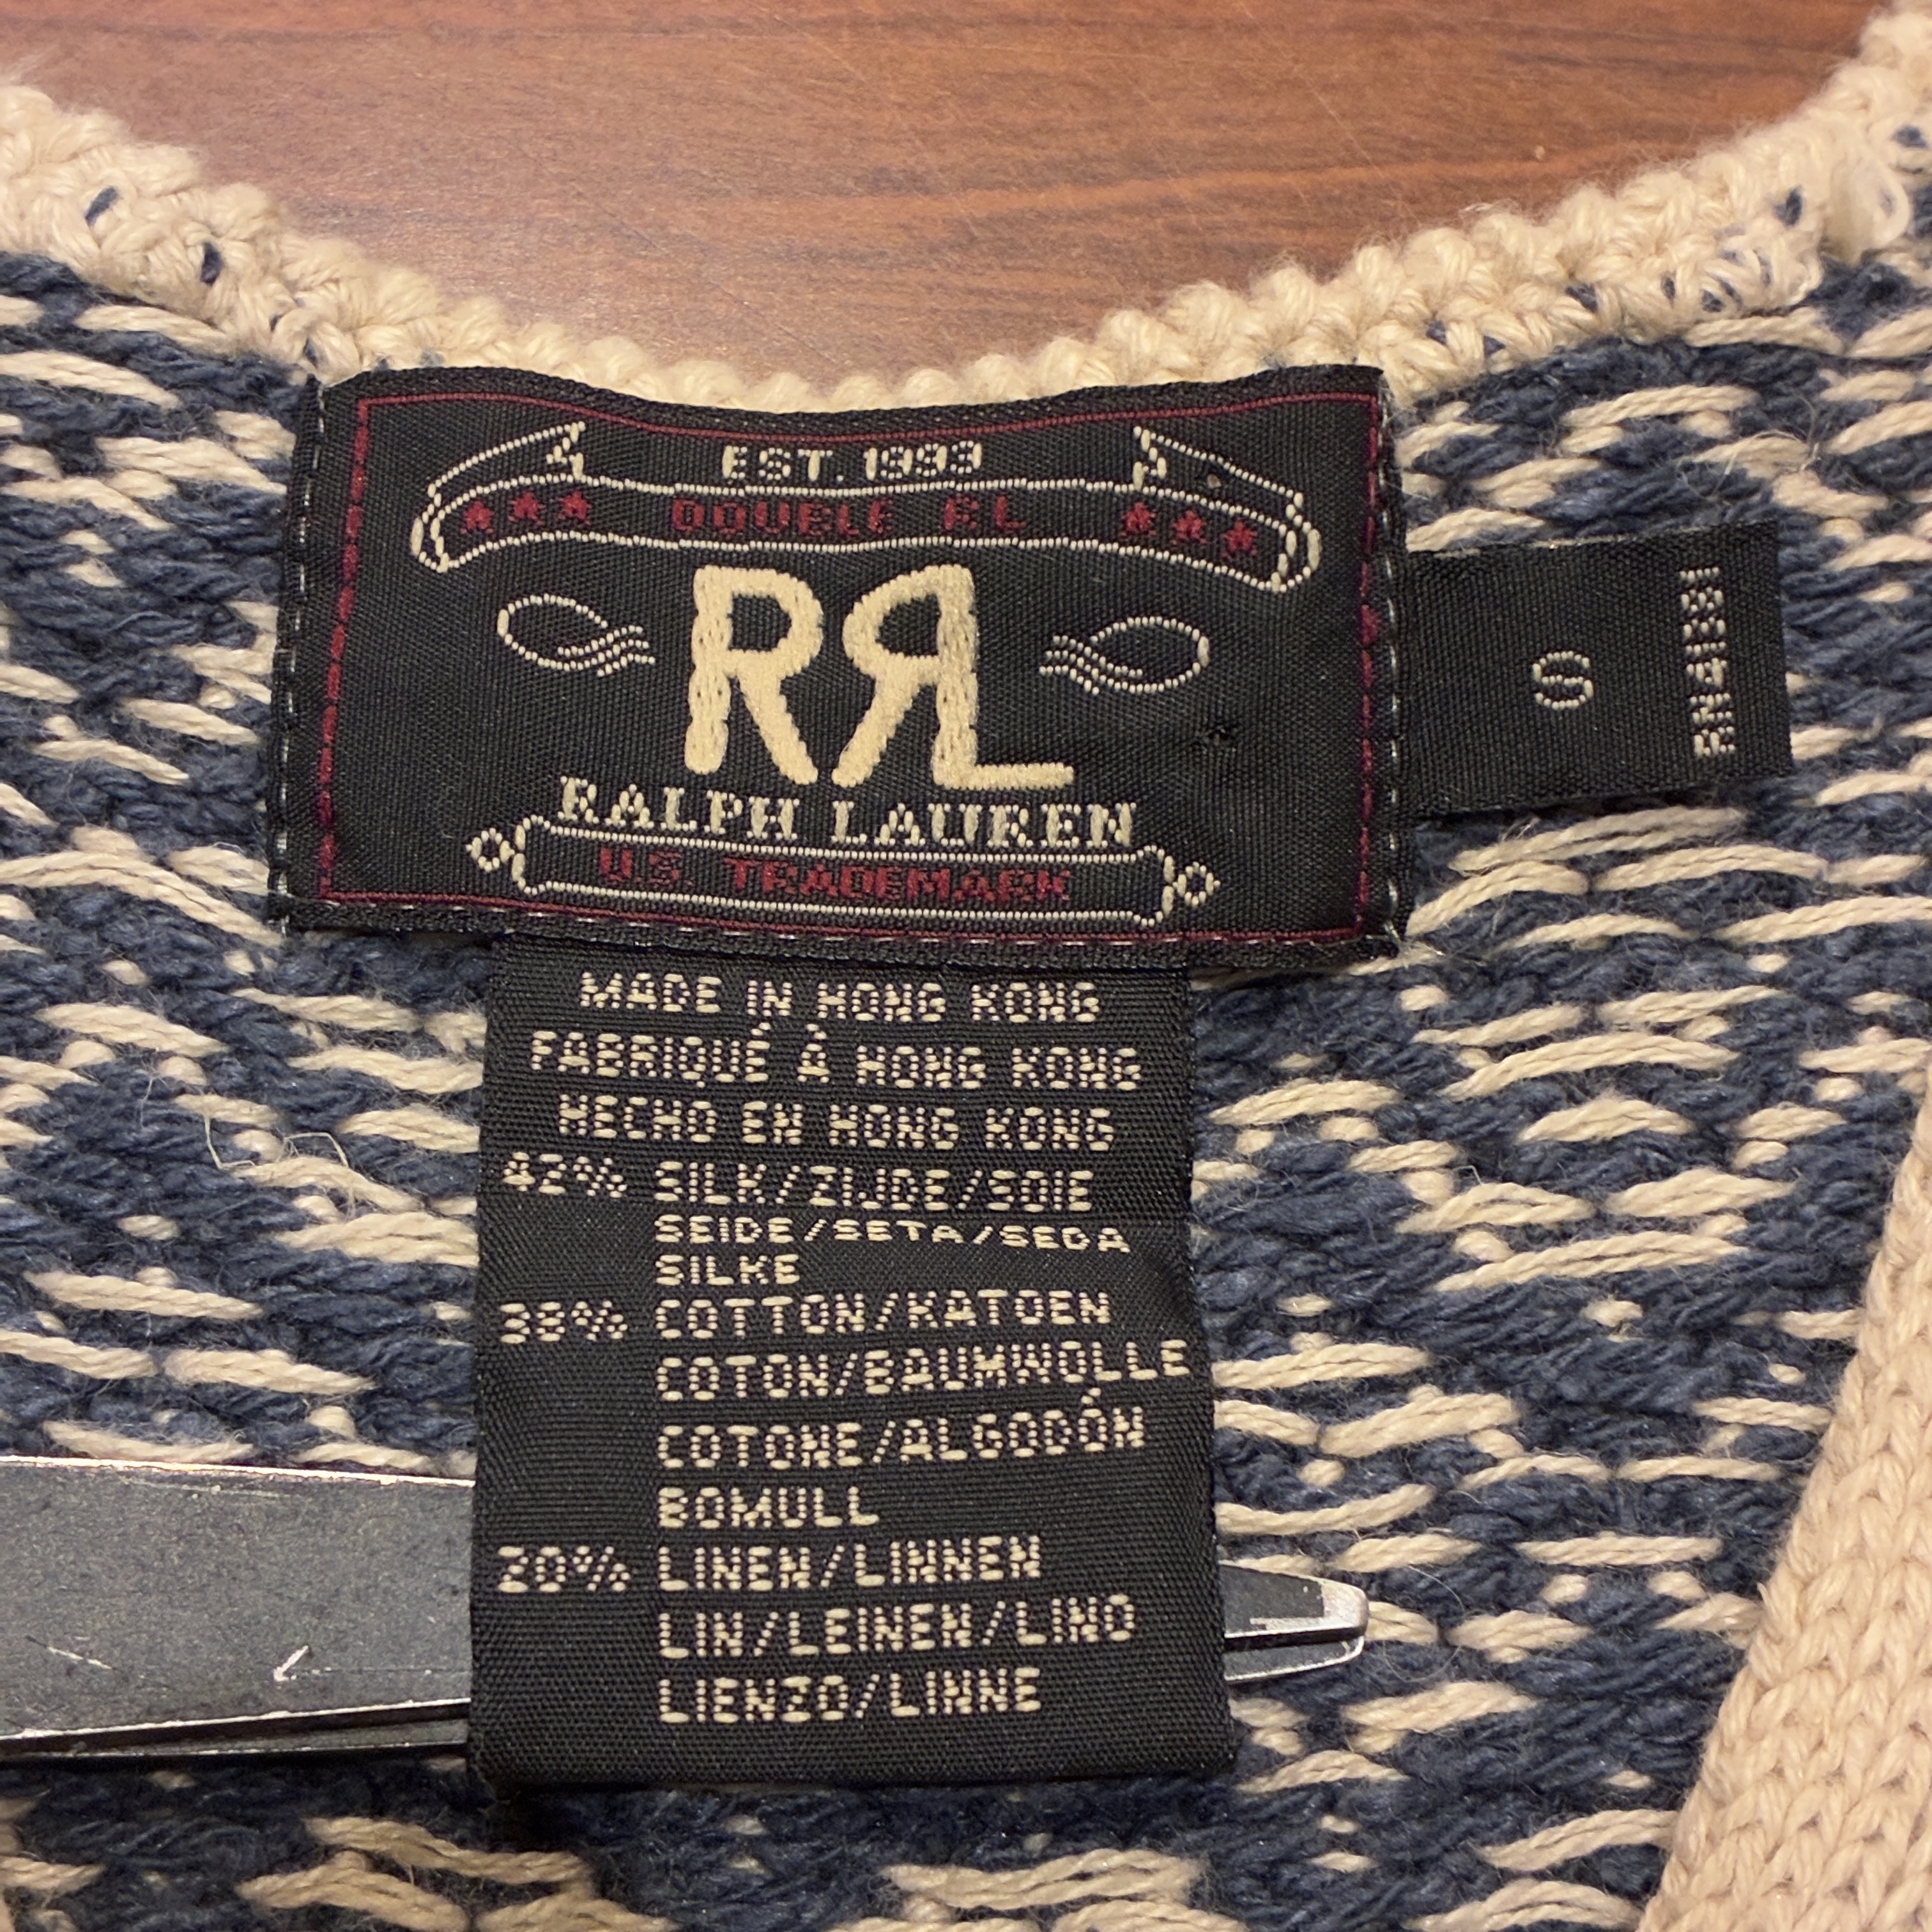 EST. 1993
★★★ DOUBLE RL ★★★
RRL
RALPH LAUREN
U.S. TRADEMARK
S
RN41381
MADE IN HONG KONG
FABRIQUÉ À HONG KONG
HECHO EN HONG KONG
42% SILK/ZIJDE/SOIE
SEIDE/SETA/SEDA
SILKE
38% COTTON/KATOEN
COTON/BAUMWOLLE
COTONE/ALGODÓN
BOMULL
20% LINEN/LINNEN
LIN/LEINEN/LINO
LIENZO/LINNE